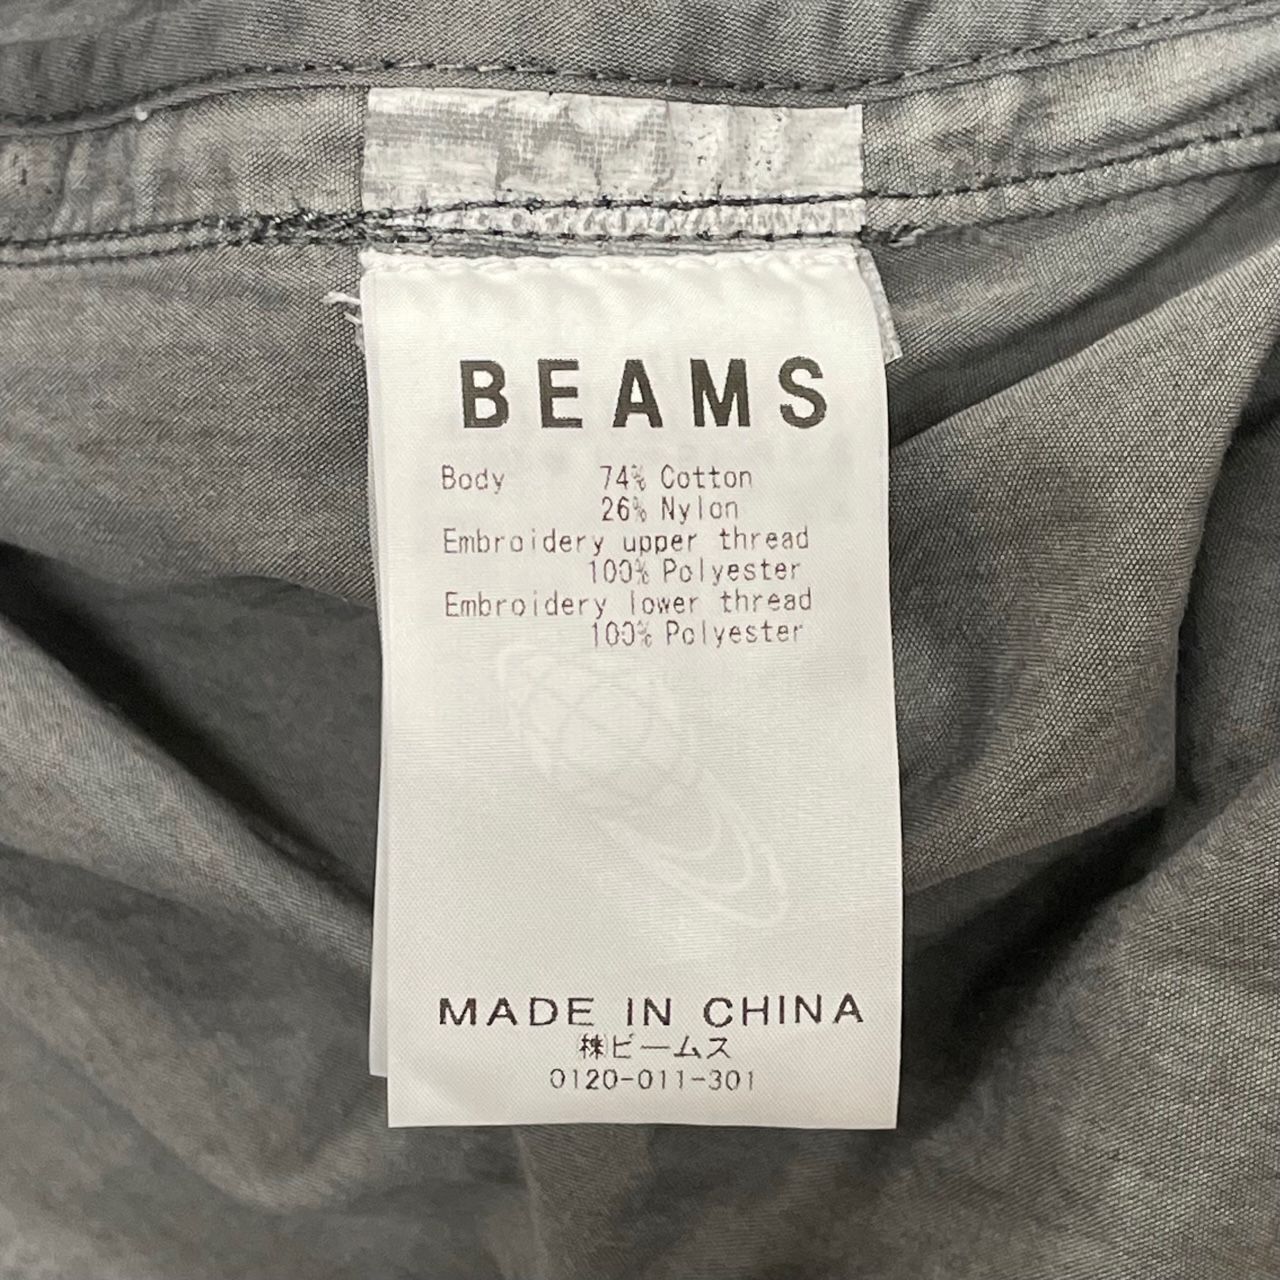 BEAMS
Body 74% Cotton
26% Nylon
Embroidery upper thread
100% Polyester
Embroidery lower thread
100% Polyester
MADE IN CHINA
㈱ビームス
0120-011-301